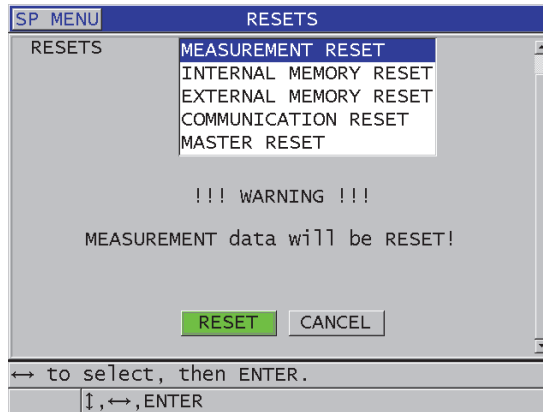 SP MENU RESETS
RESETS MEASUREMENT RESET
INTERNAL MEMORY RESET
EXTERNAL MEMORY RESET
COMMUNICATION RESET
MASTER RESET
!!! WARNING !!!
MEASUREMENT data will be RESET!
RESET CANCEL
↔ to select, then ENTER.
↕,↔,ENTER